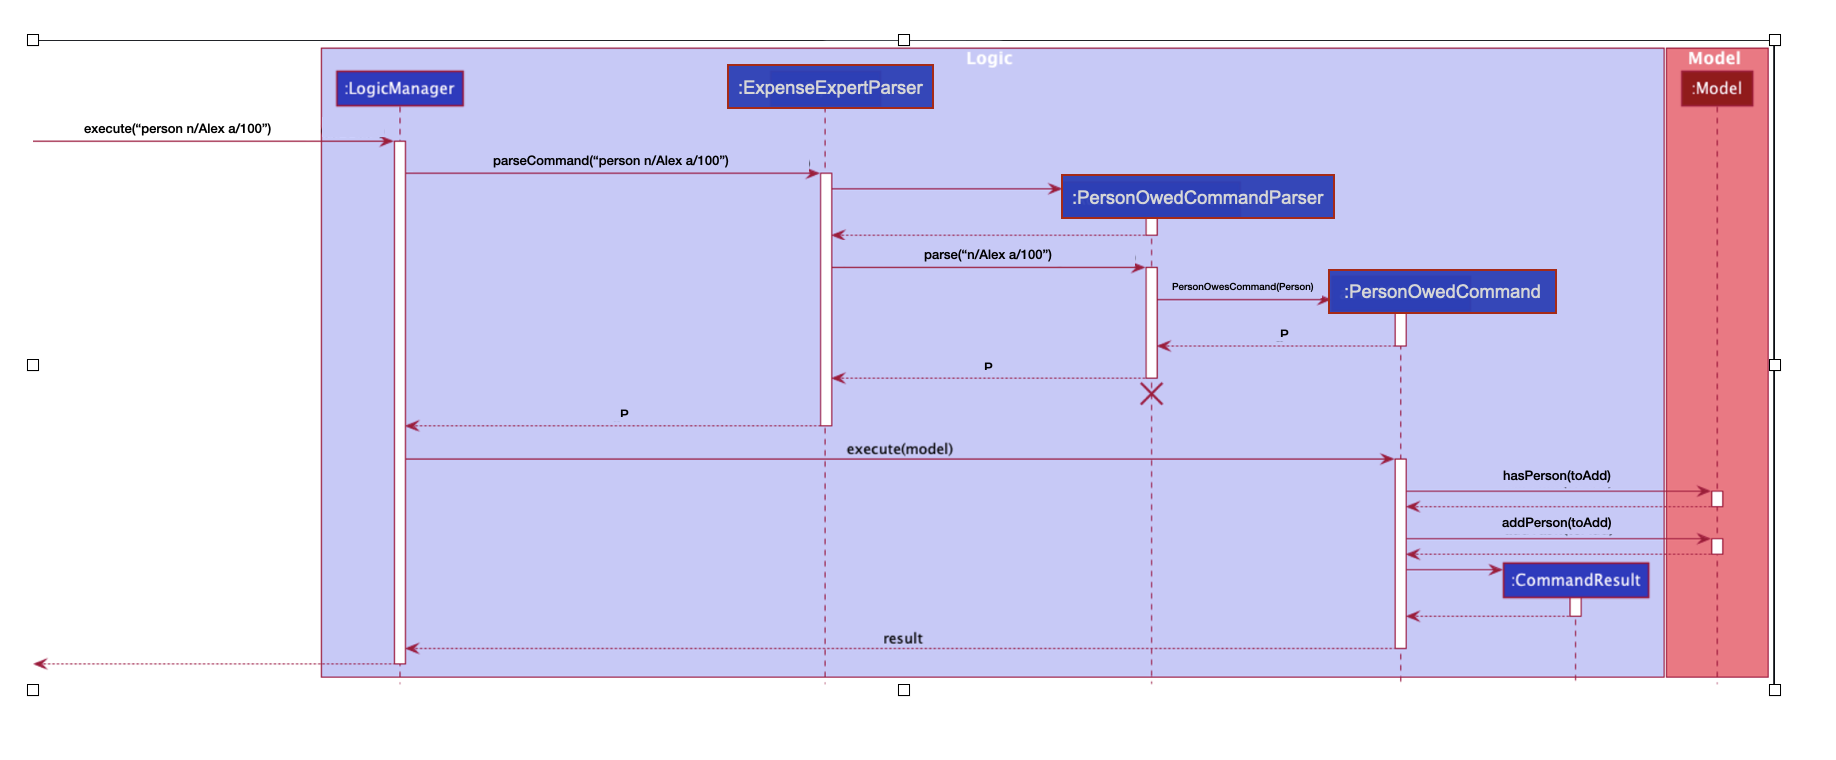 Logic
Model
:LogicManager
:ExpenseExpertParser
:Model
execute(“person n/Alex a/100”)
parseCommand(“person n/Alex a/100”)
:PersonOwedCommandParser
parse(“n/Alex a/100”)
PersonOwesCommand(Person)
:PersonOwedCommand
P
P
P
execute(model)
hasPerson(toAdd)
addPerson(toAdd)
:CommandResult
result